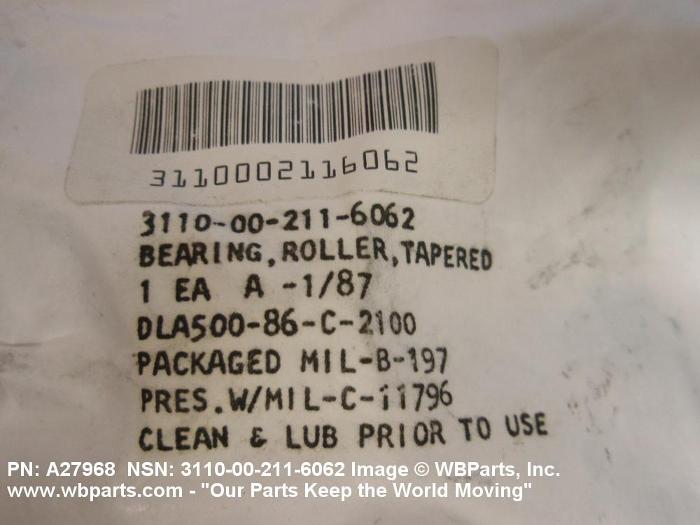 3110002116062
3110-00-211-6062
BEARING, ROLLER, TAPERED
1 EA A -1/87
DLA500-86-C-2100
PACKAGED MIL-B-197
PRES. W/MIL-C-11796
CLEAN & LUB PRIOR TO USE
PN: A27968 NSN: 3110-00-211-6062 Image © WBParts, Inc.
www.wbparts.com - "Our Parts Keep the World Moving"